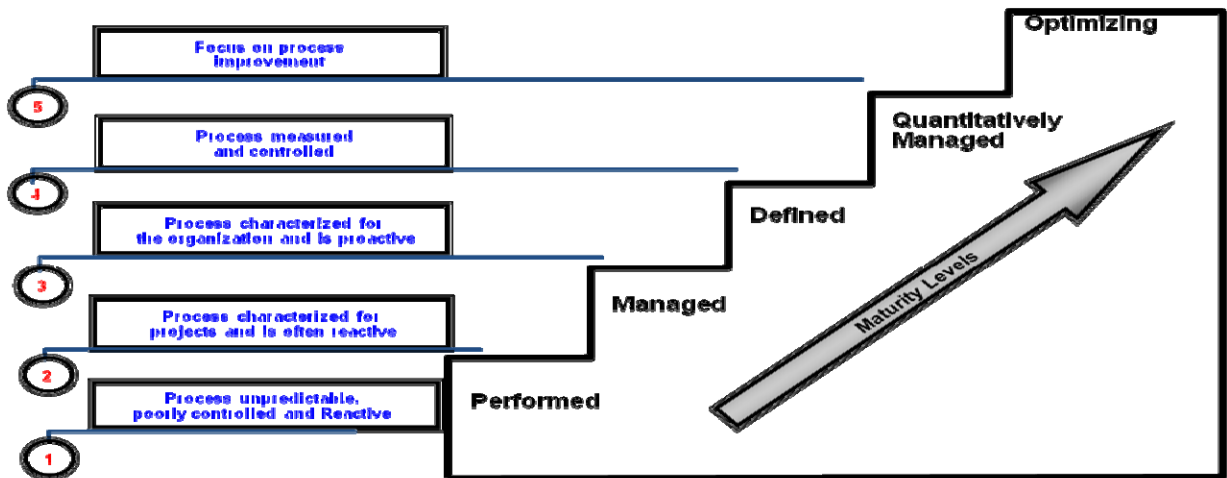 Optimizing
Focus on process
Improvement
5
Quantitatively
Managed
Process measured
and controlled
4
Defined
Process characterized for
the organization and is proactive
3
Maturity Levels
Managed
Process characterized for
projects and is often reactive
2
Performed
Process unpredictable,
poorly controlled and Reactive
1